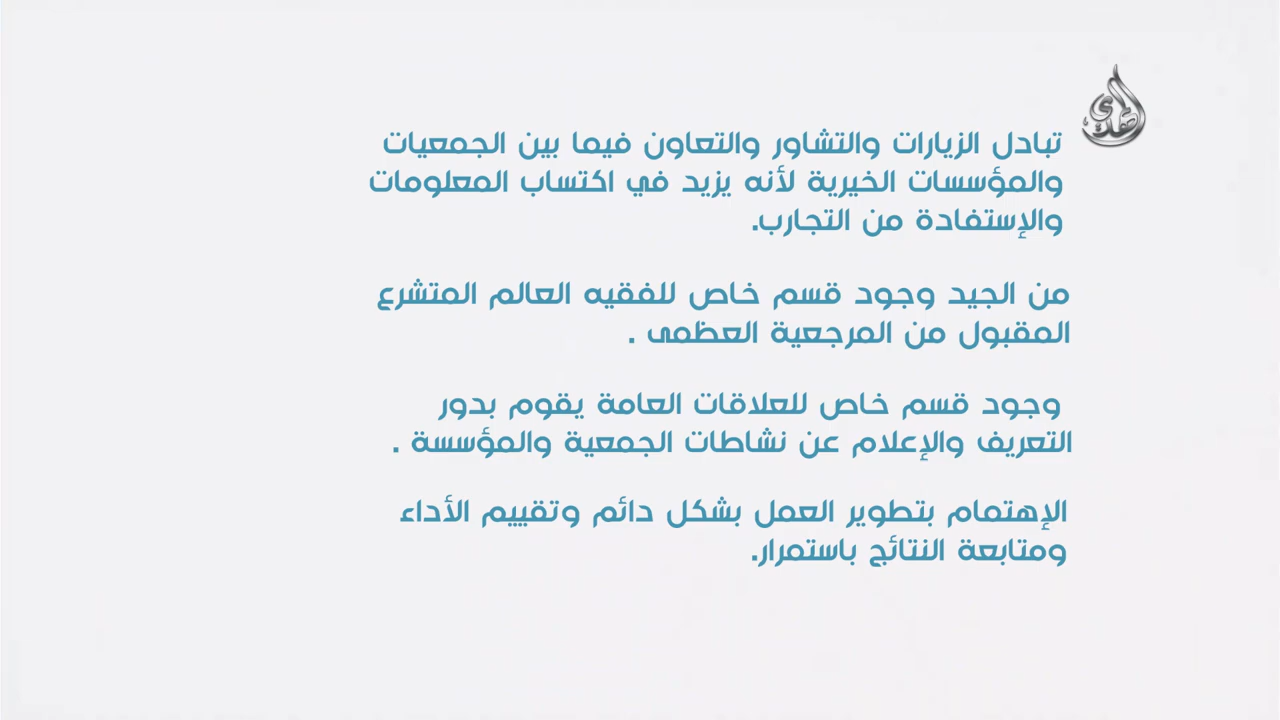 الهدى
تبادل الزيارات والتشاور والتعاون فيما بين الجمعيات
والمؤسسات الخيرية لأنه يزيد في اكتساب المعلومات
والإستفادة من التجارب.
من الجيد وجود قسم خاص للفقيه العالم المتشرع
المقبول من المرجعية العظمى .
وجود قسم خاص للعلاقات العامة يقوم بدور
التعريف والإعلام عن نشاطات الجمعية والمؤسسة .
الإهتمام بتطوير العمل بشكل دائم وتقييم الأداء
ومتابعة النتائج باستمرار.